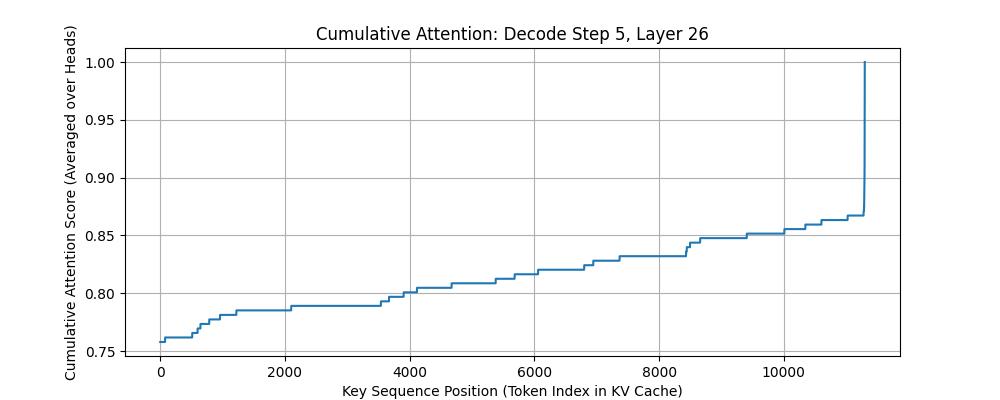 Cumulative Attention: Decode Step 5, Layer 26
Cumulative Attention Score (Averaged over Heads)
1.00
0.95
0.90
0.85
0.80
0.75
0 2000 4000 6000 8000 10000
Key Sequence Position (Token Index in KV Cache)